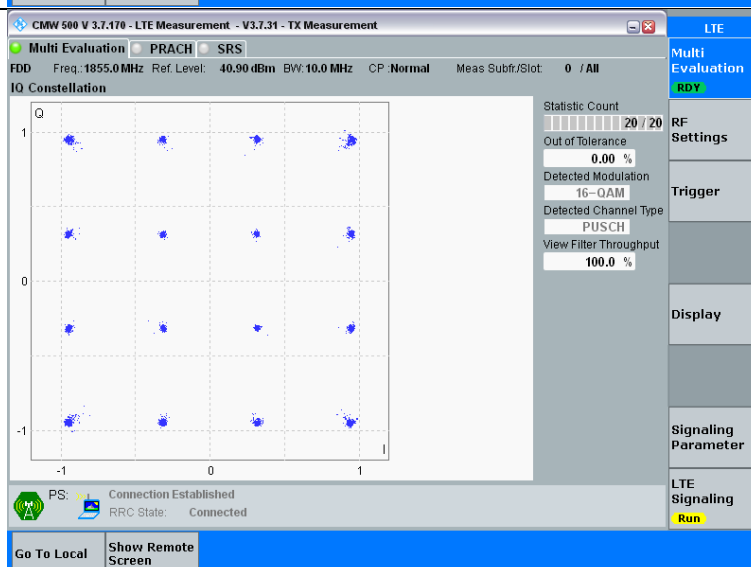 CMW 500 V 3.7.170 - LTE Measurement - V3.7.31 - TX Measurement
LTE
Multi Evaluation PRACH SRS
Multi
Evaluation
RDY
FDD Freq.:1855.0 MHz Ref. Level: 40.90 dBm BW:10.0 MHz CP :Normal Meas Subfr./Slot: 0 / All
IQ Constellation
Q
1
0
-1
-1 0 1
I
Statistic Count
20 / 20
Out of Tolerance
0.00 %
Detected Modulation
16-QAM
Detected Channel Type
PUSCH
View Filter Throughput
100.0 %
RF
Settings
Trigger
Display
Signaling
Parameter
LTE
Signaling
Run
PS: Connection Established
RRC State: Connected
Go To Local
Show Remote
Screen